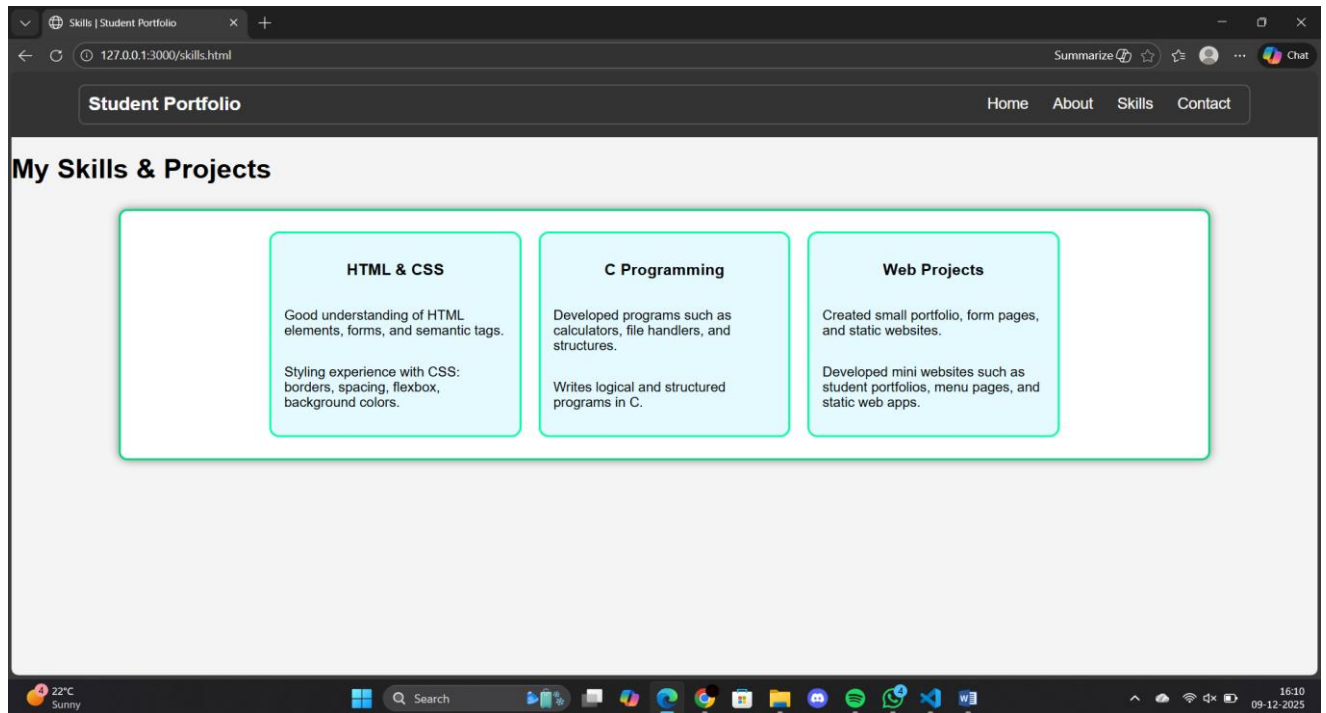 Skills | Student Portfolio
127.0.0.1:3000/skills.html
Summarize
Chat
Student Portfolio
Home About Skills Contact
My Skills & Projects
HTML & CSS
Good understanding of HTML
elements, forms, and semantic tags.
Styling experience with CSS:
borders, spacing, flexbox,
background colors.
C Programming
Developed programs such as
calculators, file handlers, and
structures.
Writes logical and structured
programs in C.
Web Projects
Created small portfolio, form pages,
and static websites.
Developed mini websites such as
student portfolios, menu pages, and
static web apps.
4
22°C
Sunny
Search
4
16:10
09-12-2025